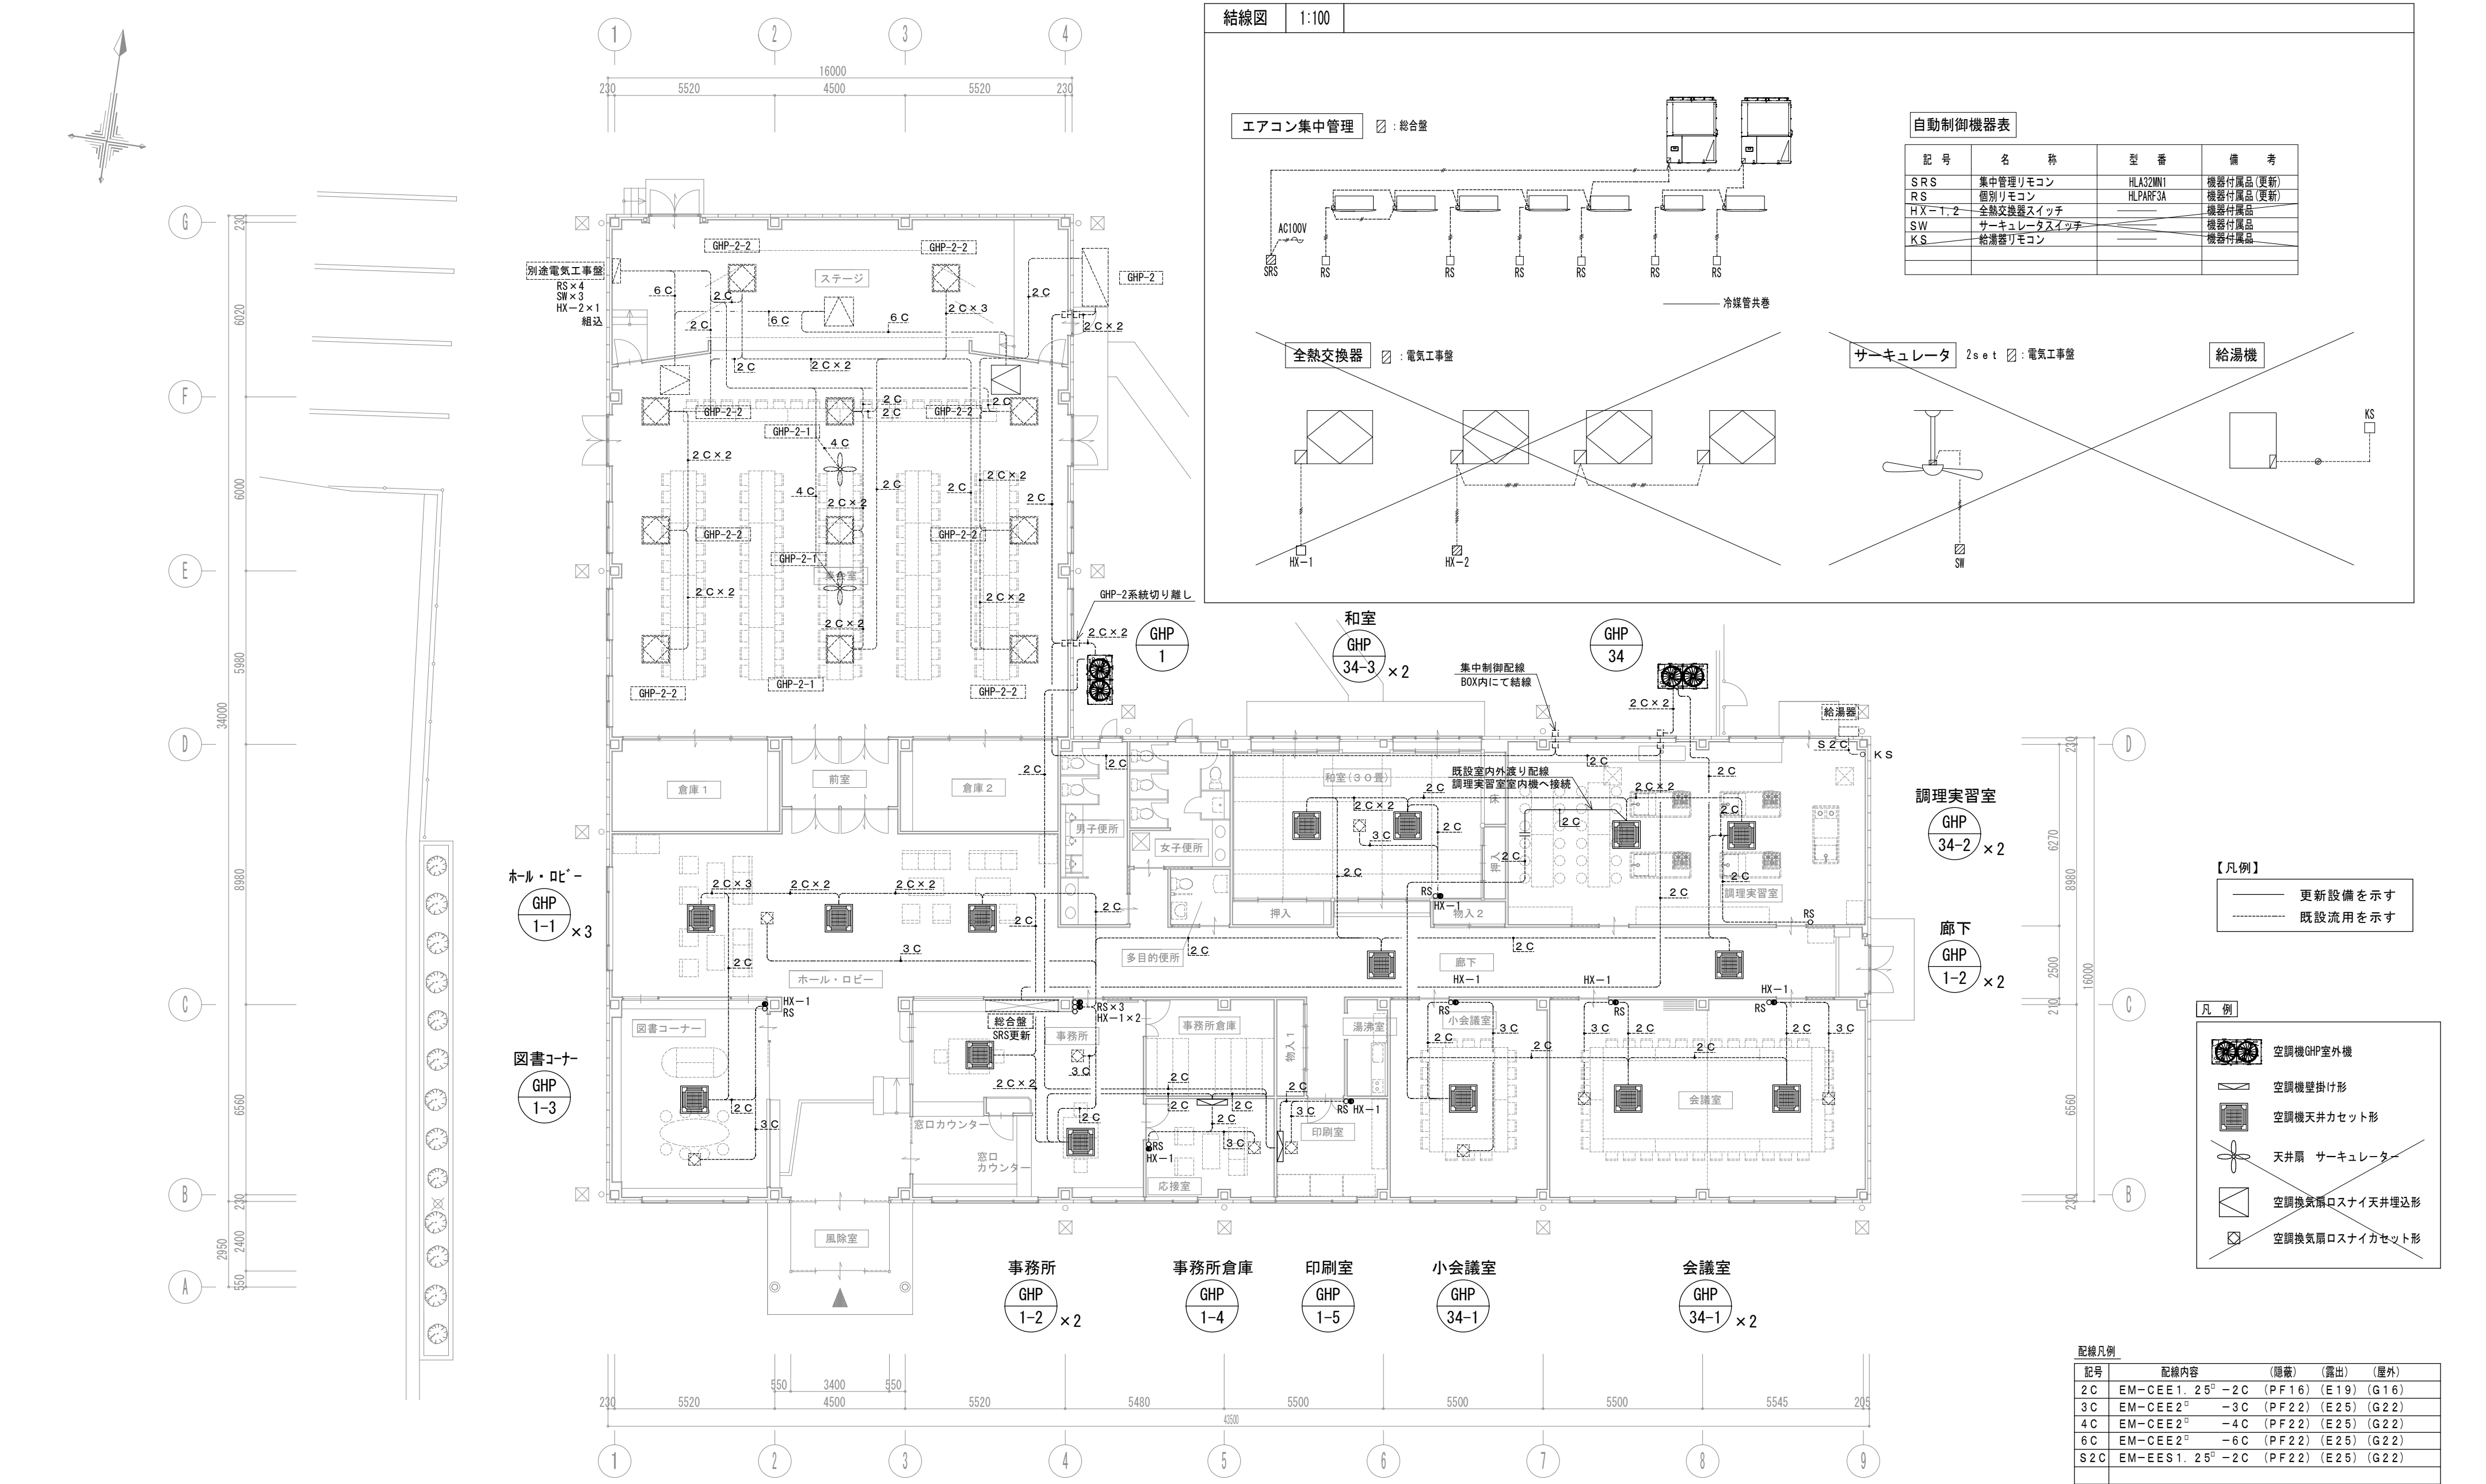 結線図 1:100
エアコン集中管理 :総合盤
AC100V
SRS
RS
RS
RS
RS
RS
RS
冷媒管共巻
自動制御機器表
記 号 名 称 型 番 備 考
SRS 集中管理リモコン HLA32MN1 機器付属品(更新)
RS 個別リモコン HLPARF3A 機器付属品(更新)
HX-1,2 全熱交換器スイッチ 機器付属品
SW サーキュレータスイッチ 機器付属品
KS 給湯器リモコン 機器付属品
全熱交換器 :電気工事盤
HX-1
HX-2
サーキュレータ 2set :電気工事盤
SW
給湯機
KS
1 2 3 4
16000
230 5520 4500 5520 230
G
F
E
D
C
B
A
230
6020
6000
5980
34000
8980
6560
230
2400
2950
550
別途電気工事盤
RS×4
SW×3
HX-2×1
組込
GHP-2-2
GHP-2-2
ステージ
GHP-2
6C
2C
2C
6C
6C
2C×3
2C
2C×2
2C
2C×2
2C
2C
2C
GHP-2-2
GHP-2-2
GHP-2-1
4C
2C×2
4C
2C×2
2C
2C
2C×2
2C
GHP-2-2
GHP-2-2
GHP-2-1
2C×2
2C×2
2C×2
GHP-2-2
GHP-2-1
GHP-2-2
GHP-2系統切り離し
2C×2
GHP
1
和室
GHP
34-3 ×2
GHP
34
集中制御配線
BOX内にて結線
2C×2
給湯器
S2C
KS
倉庫1
前室
倉庫2
2C
2C
男子便所
女子便所
多目的便所
和室(30畳)
床
押入
物入2
既設室内外渡り配線
調理実習室室内機へ接続
2C
2C×2
3C
2C
2C
2C
2C
2C
2C×2
2C
2C
2C
2C
調理実習室
RS
HX-1
RS
調理実習室
GHP
34-2 ×2
廊下
GHP
1-2 ×2
ホール・ロビー
GHP
1-1 ×3
2C×3
2C×2
2C×2
2C
2C
3C
2C
ホール・ロビー
2C
廊下
2C
HX-1
RS
図書コーナー
GHP
1-3
図書コーナー
2C
3C
総合盤
SRS更新
事務所
RS×3
HX-1×2
3C
2C×2
2C
窓口カウンター
窓口
カウンター
事務所倉庫
物入1
湯沸室
2C
2C
2C
2C
3C
RS
HX-1
応接室
2C
3C
RS HX-1
印刷室
HX-1
RS
小会議室
3C
2C
HX-1
RS
3C
2C
2C
HX-1
RS
2C
3C
2C
会議室
風除室
事務所
GHP
1-2 ×2
事務所倉庫
GHP
1-4
印刷室
GHP
1-5
小会議室
GHP
34-1
会議室
GHP
34-1 ×2
D
C
B
230
6270
8980
2500
16000
210
6560
230
【凡例】
更新設備を示す
既設流用を示す
凡 例
空調機GHP室外機
空調機壁掛け形
空調機天井カセット形
天井扇 サーキュレーター
空調換気扇ロスナイ天井埋込形
空調換気扇ロスナイカセット形
550 3400 550
230 5520 4500 5520 5480 5500 5500 5500 5545 205
43500
1 2 3 4 5 6 7 8 9
配線凡例
記号 配線内容 (隠蔽) (露出) (屋外)
2C EM-CEE1.25□ -2C (PF16) (E19) (G16)
3C EM-CEE2□ -3C (PF22) (E25) (G22)
4C EM-CEE2□ -4C (PF22) (E25) (G22)
6C EM-CEE2□ -6C (PF22) (E25) (G22)
S2C EM-EES1.25□ -2C (PF22) (E25) (G22)